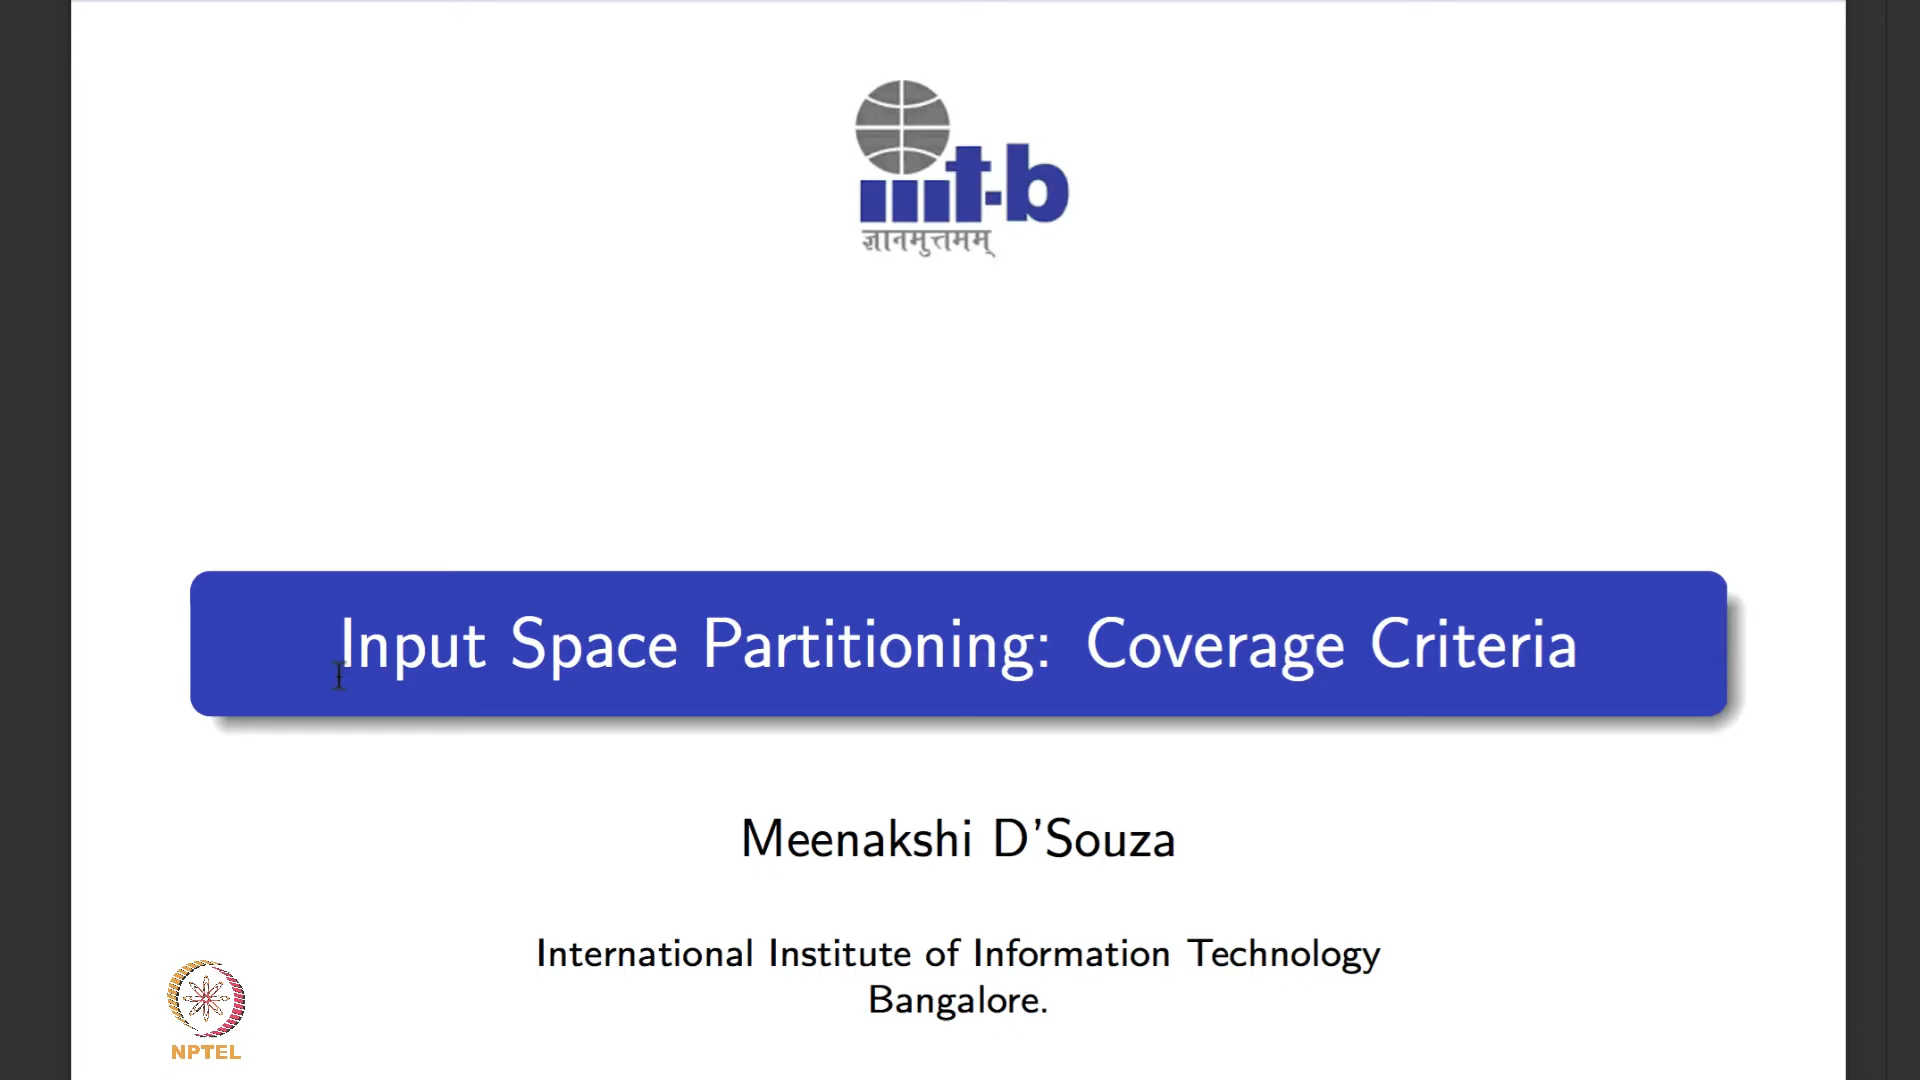 iiit-b
ज्ञानमुत्तमम्
Input Space Partitioning: Coverage Criteria
Meenakshi D'Souza
International Institute of Information Technology
Bangalore.
NPTEL